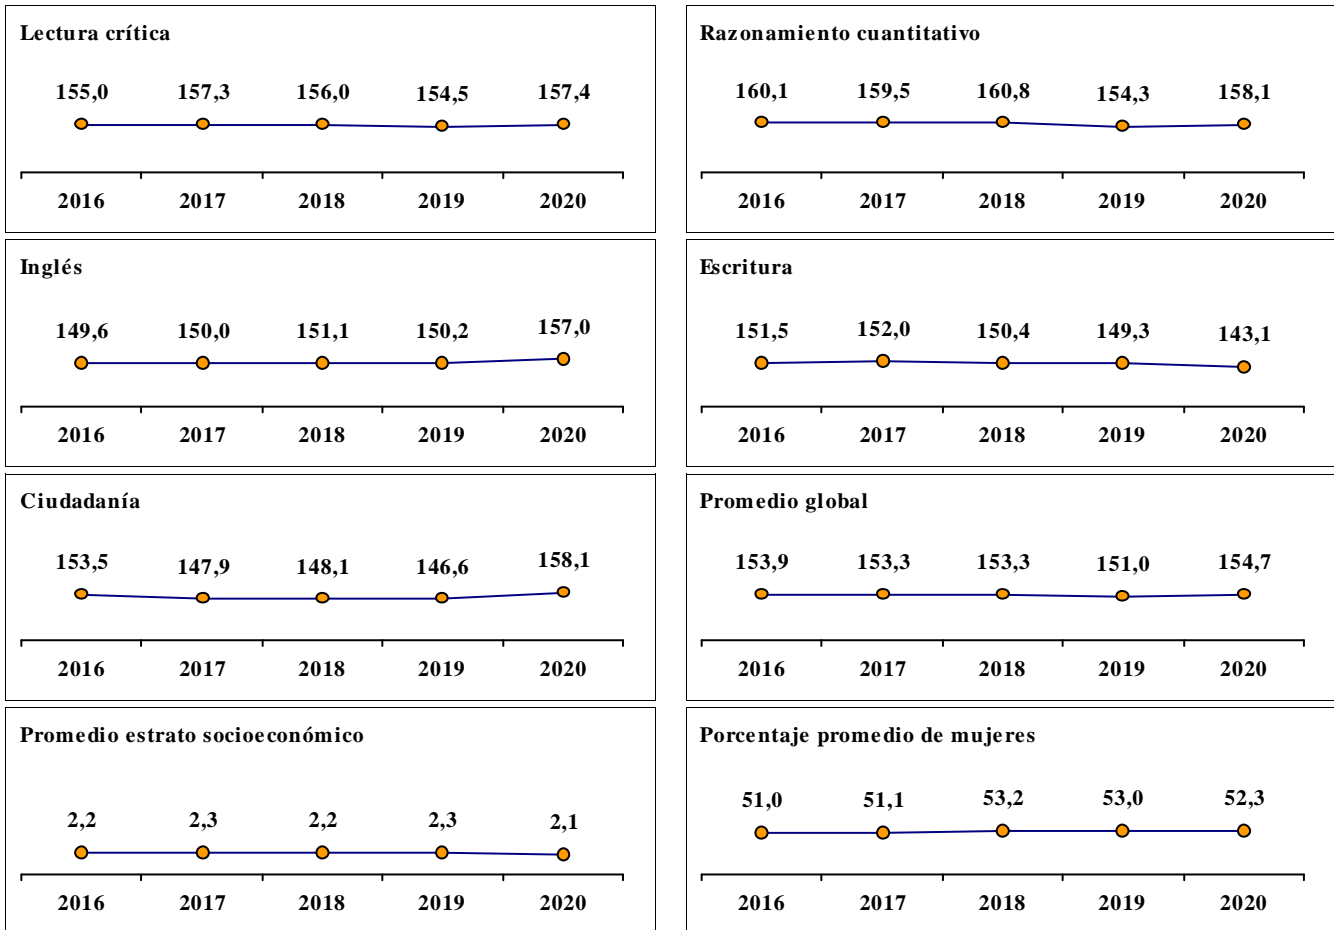 Lectura crítica
155,0 157,3 156,0 154,5 157,4
2016 2017 2018 2019 2020
Razonamiento cuantitativo
160,1 159,5 160,8 154,3 158,1
2016 2017 2018 2019 2020
Inglés
149,6 150,0 151,1 150,2 157,0
2016 2017 2018 2019 2020
Escritura
151,5 152,0 150,4 149,3 143,1
2016 2017 2018 2019 2020
Ciudadanía
153,5 147,9 148,1 146,6 158,1
2016 2017 2018 2019 2020
Promedio global
153,9 153,3 153,3 151,0 154,7
2016 2017 2018 2019 2020
Promedio estrato socioeconómico
2,2 2,3 2,2 2,3 2,1
2016 2017 2018 2019 2020
Porcentaje promedio de mujeres
51,0 51,1 53,2 53,0 52,3
2016 2017 2018 2019 2020